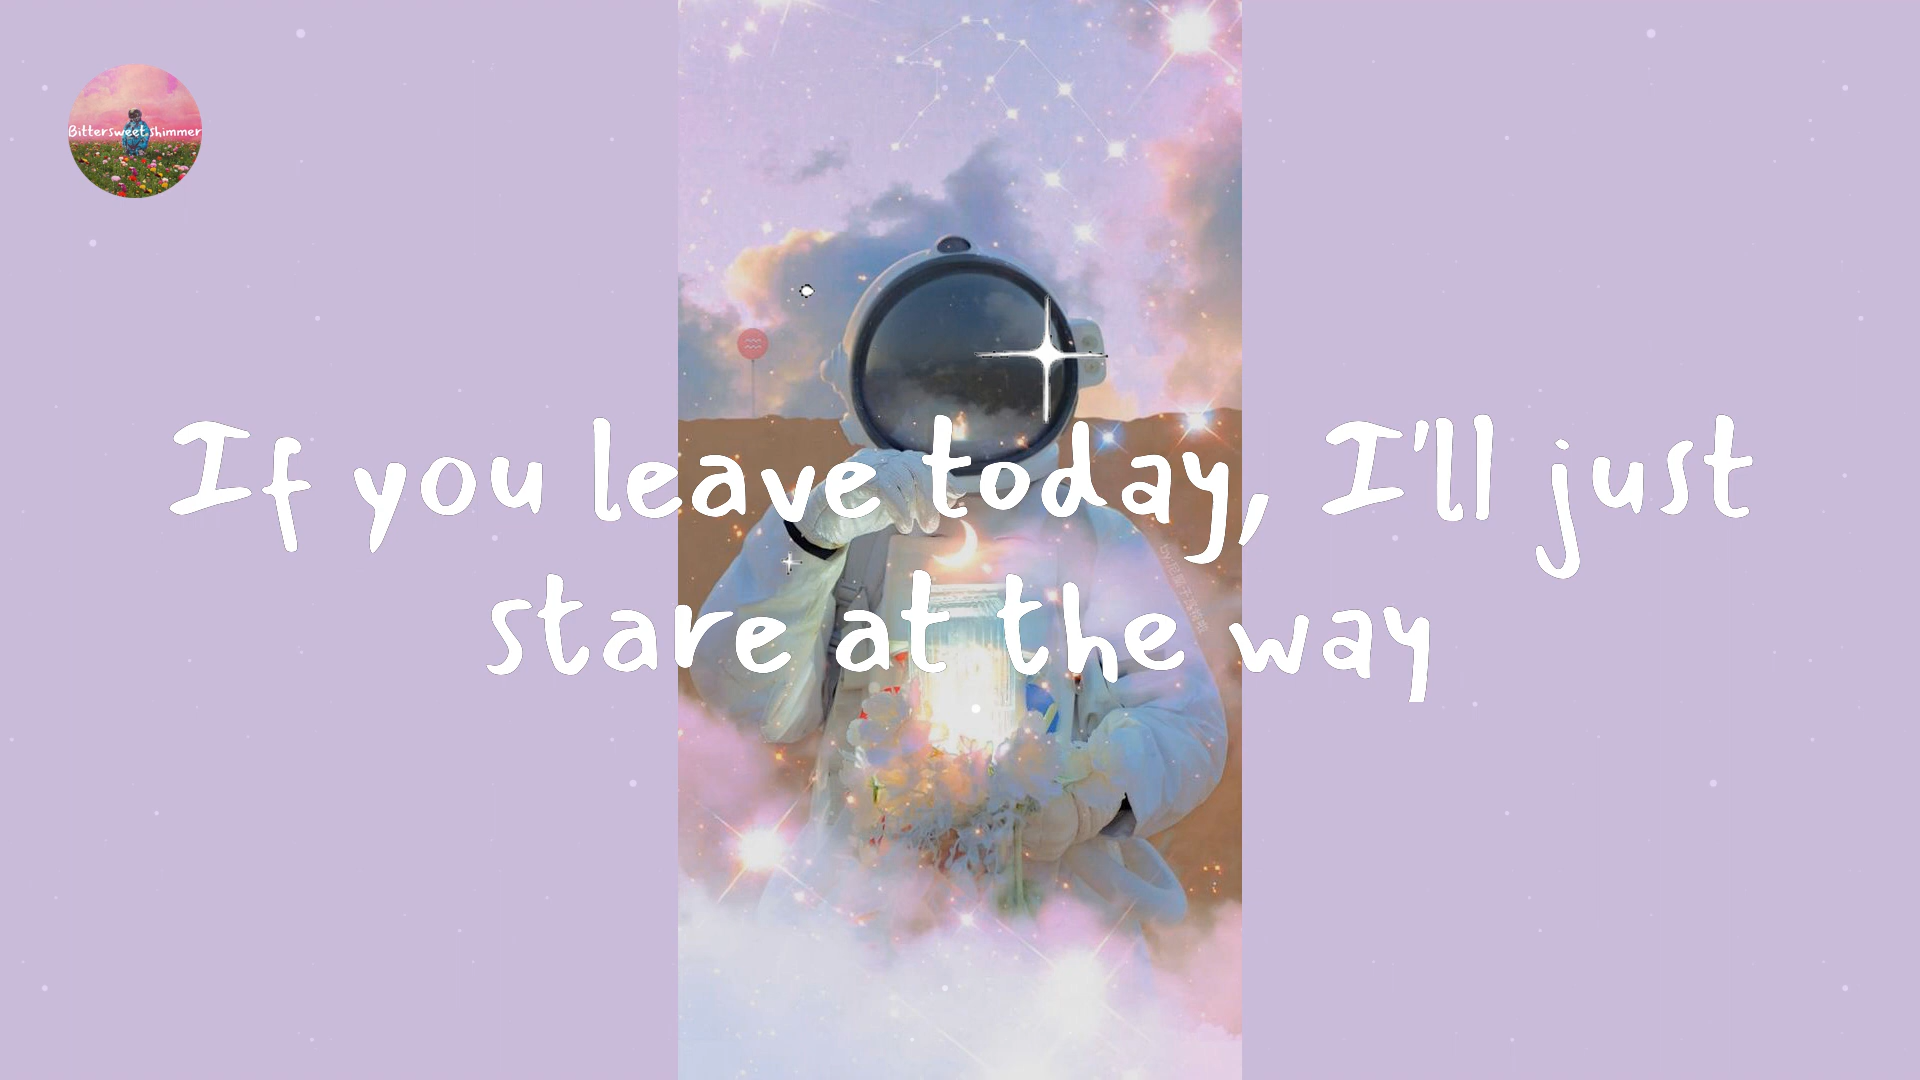 Bittersweet shimmer
If you leave today, I'll just
stare at the way